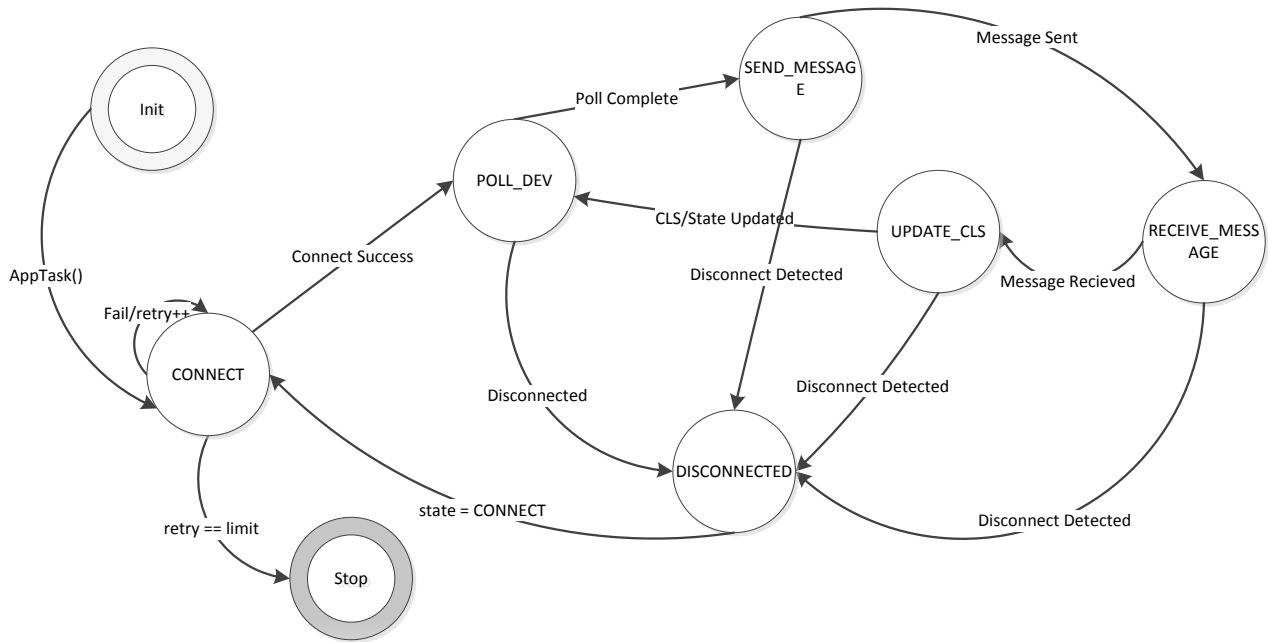 Message Sent
SEND_MESSAG
E
Poll Complete
Init
POLL_DEV
CLS/State Updated
UPDATE_CLS
RECEIVE_MESS
AGE
Connect Success
AppTask()
Disconnect Detected
Message Recieved
Fail/retry++
CONNECT
Disconnected
Disconnect Detected
DISCONNECTED
state = CONNECT
Disconnect Detected
retry == limit
Stop